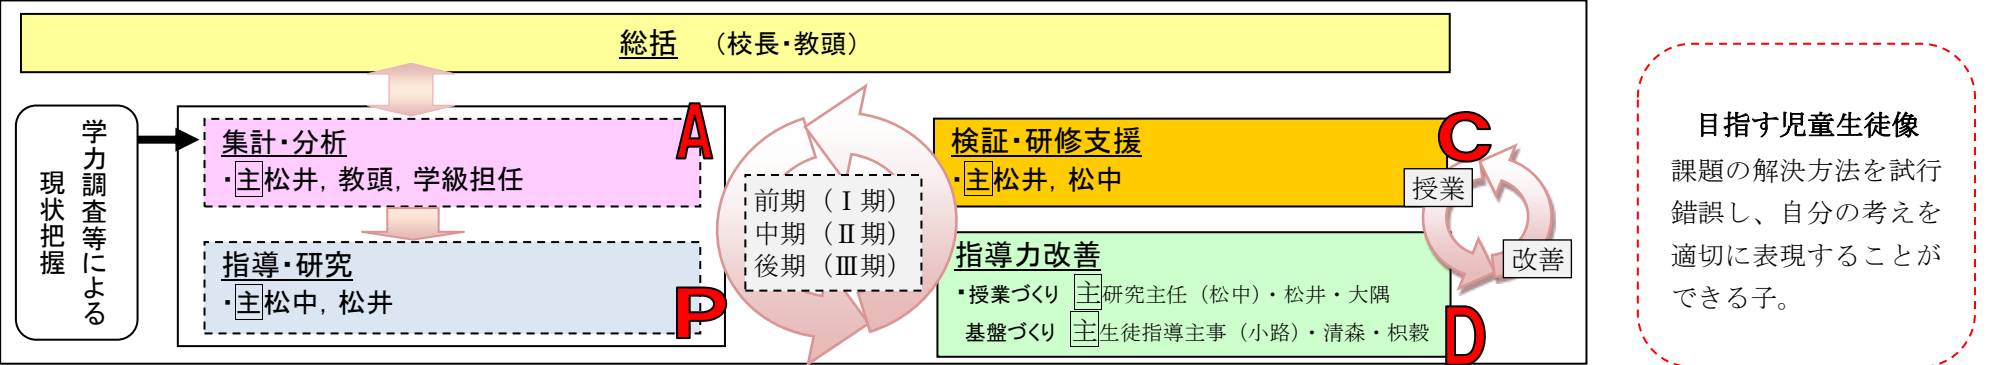 総括 （校長・教頭）
学力調査等による
現状把握
集計・分析
・主松井，教頭，学級担任
A
指導・研究
・主松中，松井
P
前期（Ⅰ期）
中期（Ⅱ期）
後期（Ⅲ期）
検証・研修支援
・主松井，松中
C
授業
改善
指導力改善
・授業づくり 主研究主任（松中）・松井・大隅
基盤づくり 主生徒指導主事（小路）・清森・枳穀
D
目指す児童生徒像
課題の解決方法を試行
錯誤し、自分の考えを
適切に表現することが
できる子。